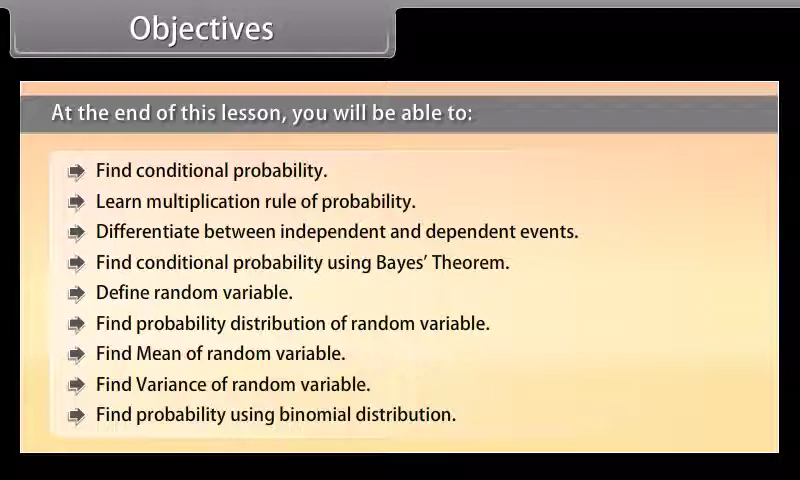 Objectives
At the end of this lesson, you will be able to:
Find conditional probability.
Learn multiplication rule of probability.
Differentiate between independent and dependent events.
Find conditional probability using Bayes’ Theorem.
Define random variable.
Find probability distribution of random variable.
Find Mean of random variable.
Find Variance of random variable.
Find probability using binomial distribution.